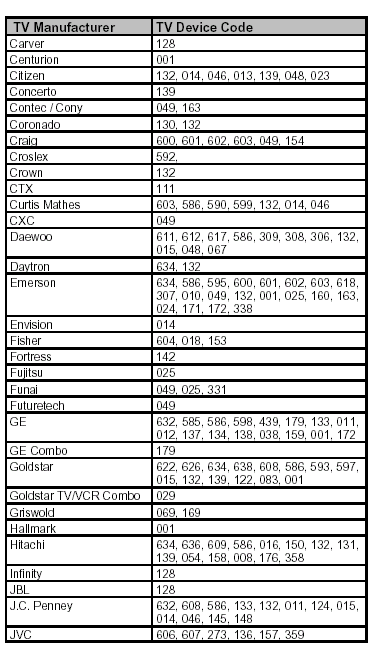 TV Manufacturer TV Device Code
Carver 128
Centurion 001
Citizen 132, 014, 046, 013, 139, 048, 023
Concerto 139
Contec / Cony 049, 163
Coronado 130, 132
Craig 600, 601, 602, 603, 049, 154
Croslex 592,
Crown 132
CTX 111
Curtis Mathes 603, 586, 590, 599, 132, 014, 046
CXC 049
Daewoo 611, 612, 617, 586, 309, 308, 306, 132,
015, 048, 067
Daytron 634, 132
Emerson 634, 586, 595, 600, 601, 602, 603, 618,
307, 010, 049, 132, 001, 025, 160, 163,
024, 171, 172, 338
Envision 014
Fisher 604, 018, 153
Fortress 142
Fujitsu 025
Funai 049, 025, 331
Futuretech 049
GE 632, 585, 586, 598, 439, 179, 133, 011,
012, 137, 134, 138, 038, 159, 001, 172
GE Combo 179
Goldstar 622, 626, 634, 638, 608, 586, 593, 597,
015, 132, 139, 122, 083, 001
Goldstar TV/VCR Combo 029
Griswold 069, 169
Hallmark 001
Hitachi 634, 636, 609, 586, 016, 150, 132, 131,
139, 054, 158, 008, 176, 358
Infinity 128
JBL 128
J.C. Penney 632, 608, 586, 133, 132, 011, 124, 015,
014, 046, 145, 148
JVC 606, 607, 273, 136, 157, 359